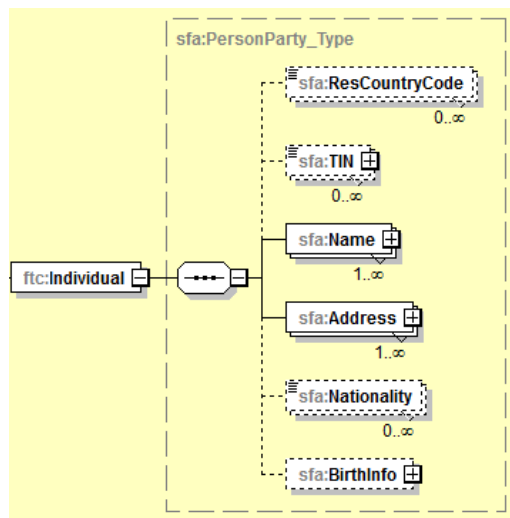 sfa:PersonParty_Type
sfa:ResCountryCode
0..∞
sfa:TIN
0..∞
sfa:Name
1..∞
ftc:Individual
sfa:Address
1..∞
sfa:Nationality
0..∞
sfa:BirthInfo